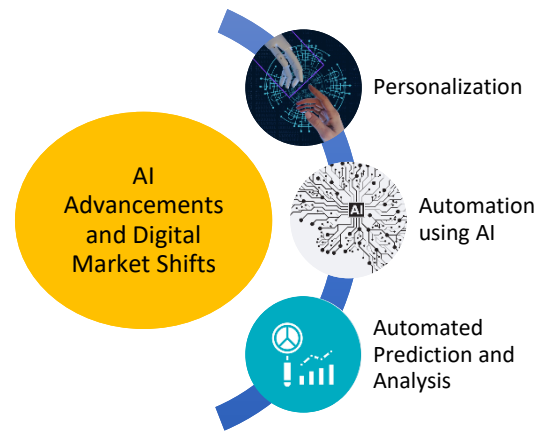 AI
Advancements
and Digital
Market Shifts
Personalization
AI
Automation
using AI
Automated
Prediction and
Analysis